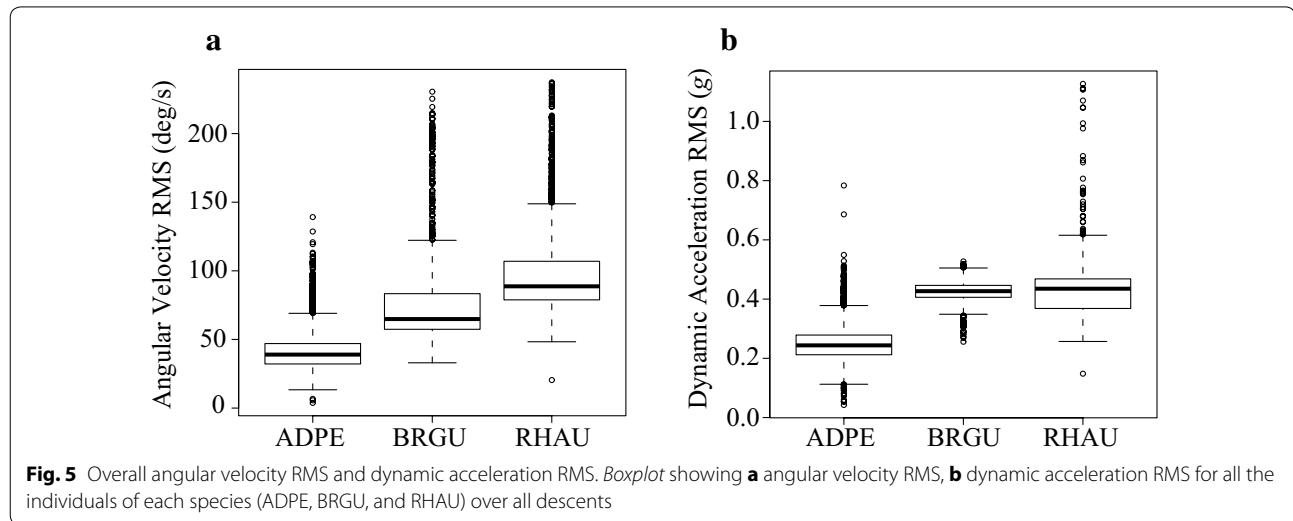 a
b
Angular Velocity RMS (deg/s)
200
150
100
50
0
ADPE BRGU RHAU
Dynamic Acceleration RMS (g)
1.0
0.8
0.6
0.4
0.2
0.0
ADPE BRGU RHAU
Fig. 5 Overall angular velocity RMS and dynamic acceleration RMS. Boxplot showing a angular velocity RMS, b dynamic acceleration RMS for all the
individuals of each species (ADPE, BRGU, and RHAU) over all descents